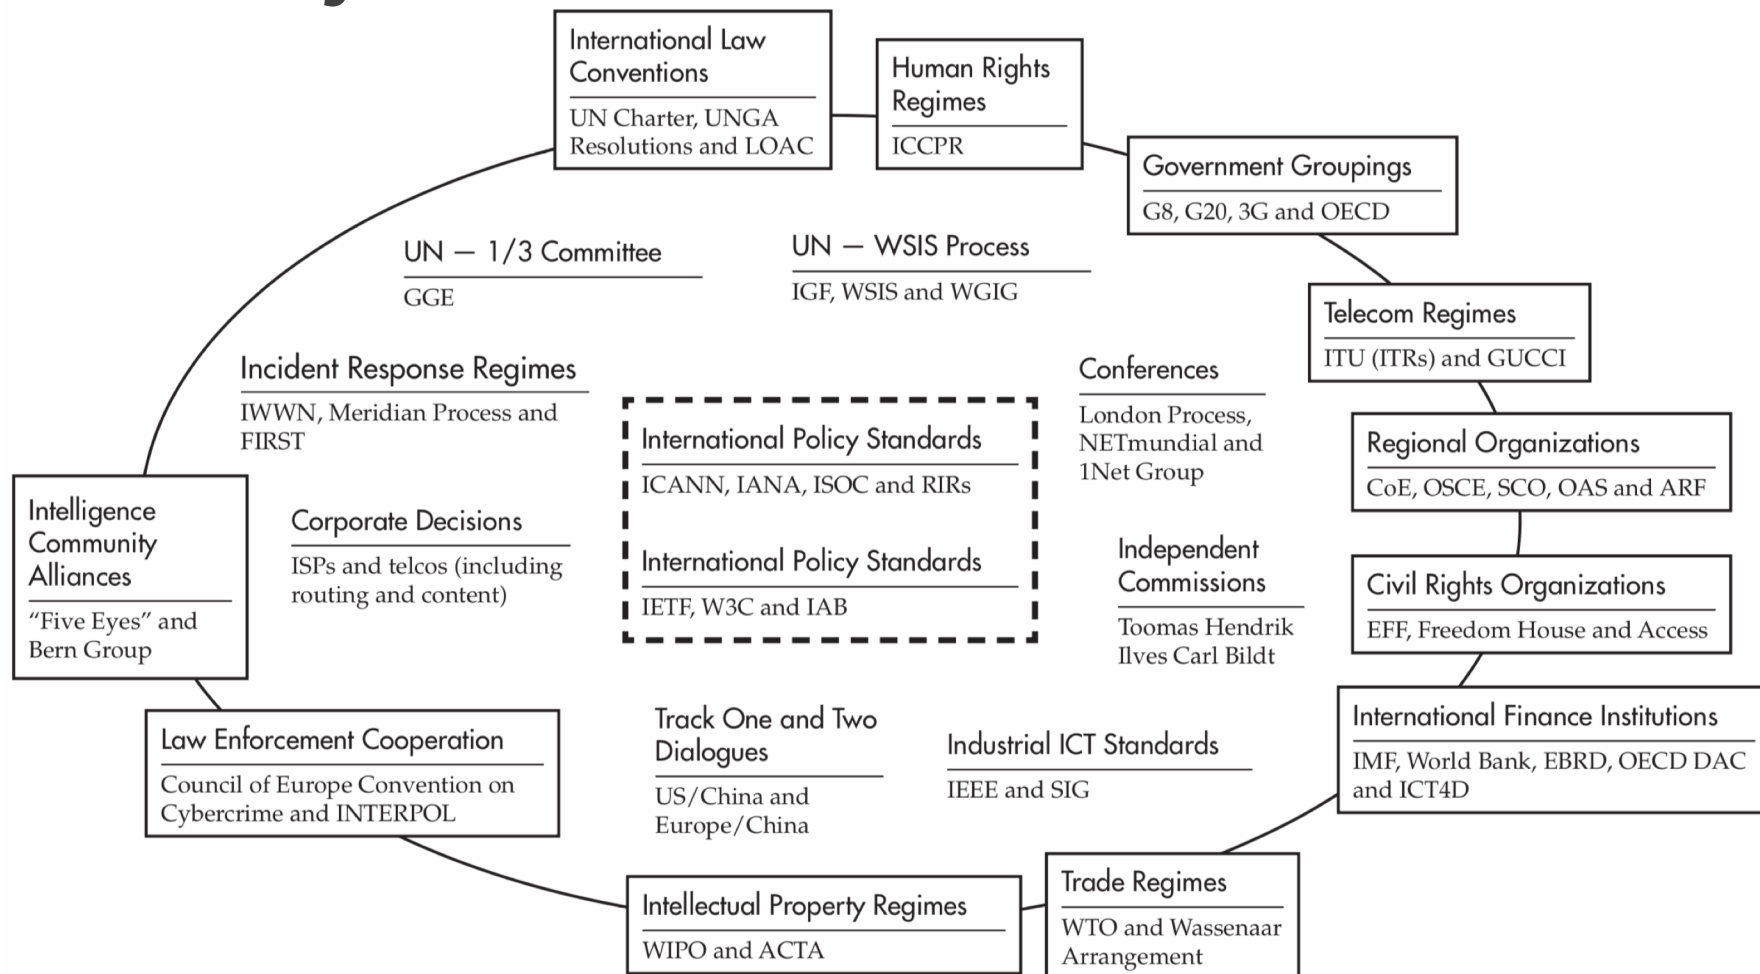 International Law
Conventions
UN Charter, UNGA
Resolutions and LOAC
Human Rights
Regimes
ICCPR
Government Groupings
G8, G20, 3G and OECD
UN — 1/3 Committee
GGE
UN — WSIS Process
IGF, WSIS and WGIG
Telecom Regimes
ITU (ITRs) and GUCCI
Incident Response Regimes
IWWN, Meridian Process and
FIRST
International Policy Standards
ICANN, IANA, ISOC and RIRs
International Policy Standards
IETF, W3C and IAB
Conferences
London Process,
NETmundial and
1Net Group
Regional Organizations
CoE, OSCE, SCO, OAS and ARF
Intelligence
Community
Alliances
“Five Eyes” and
Bern Group
Corporate Decisions
ISPs and telcos (including
routing and content)
Independent
Commissions
Toomas Hendrik
Ilves Carl Bildt
Civil Rights Organizations
EFF, Freedom House and Access
Law Enforcement Cooperation
Council of Europe Convention on
Cybercrime and INTERPOL
Track One and Two
Dialogues
US/China and
Europe/China
Industrial ICT Standards
IEEE and SIG
International Finance Institutions
IMF, World Bank, EBRD, OECD DAC
and ICT4D
Intellectual Property Regimes
WIPO and ACTA
Trade Regimes
WTO and Wassenaar
Arrangement